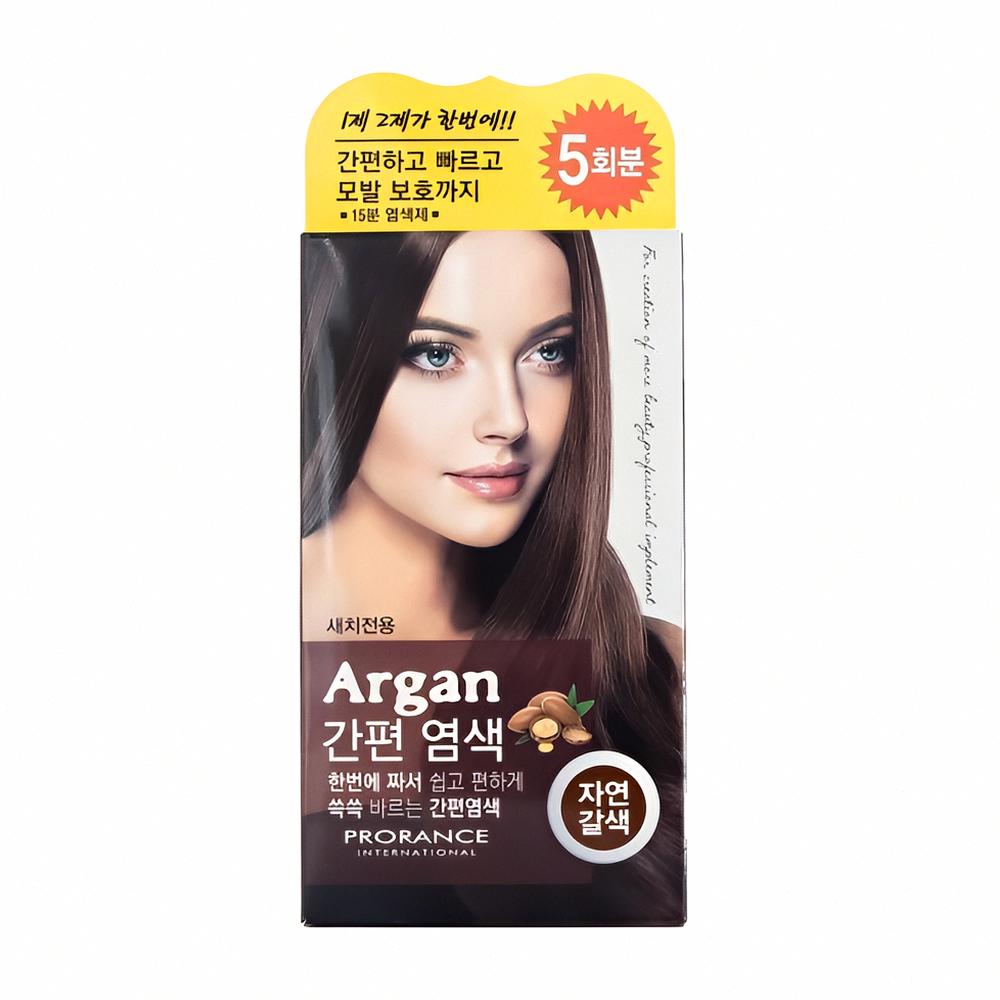 1제 2제가 한번에!!
간편하고 빠르고
모발 보호까지
▪ 15분 염색제 ▪
5회분
For creation of more beauty, professional implement
새치전용
Argan
간편 염색
한번에 짜서 쉽고 편하게
쓱쓱 바르는 간편염색
PRORANCE
INTERNATIONAL
자연
갈색